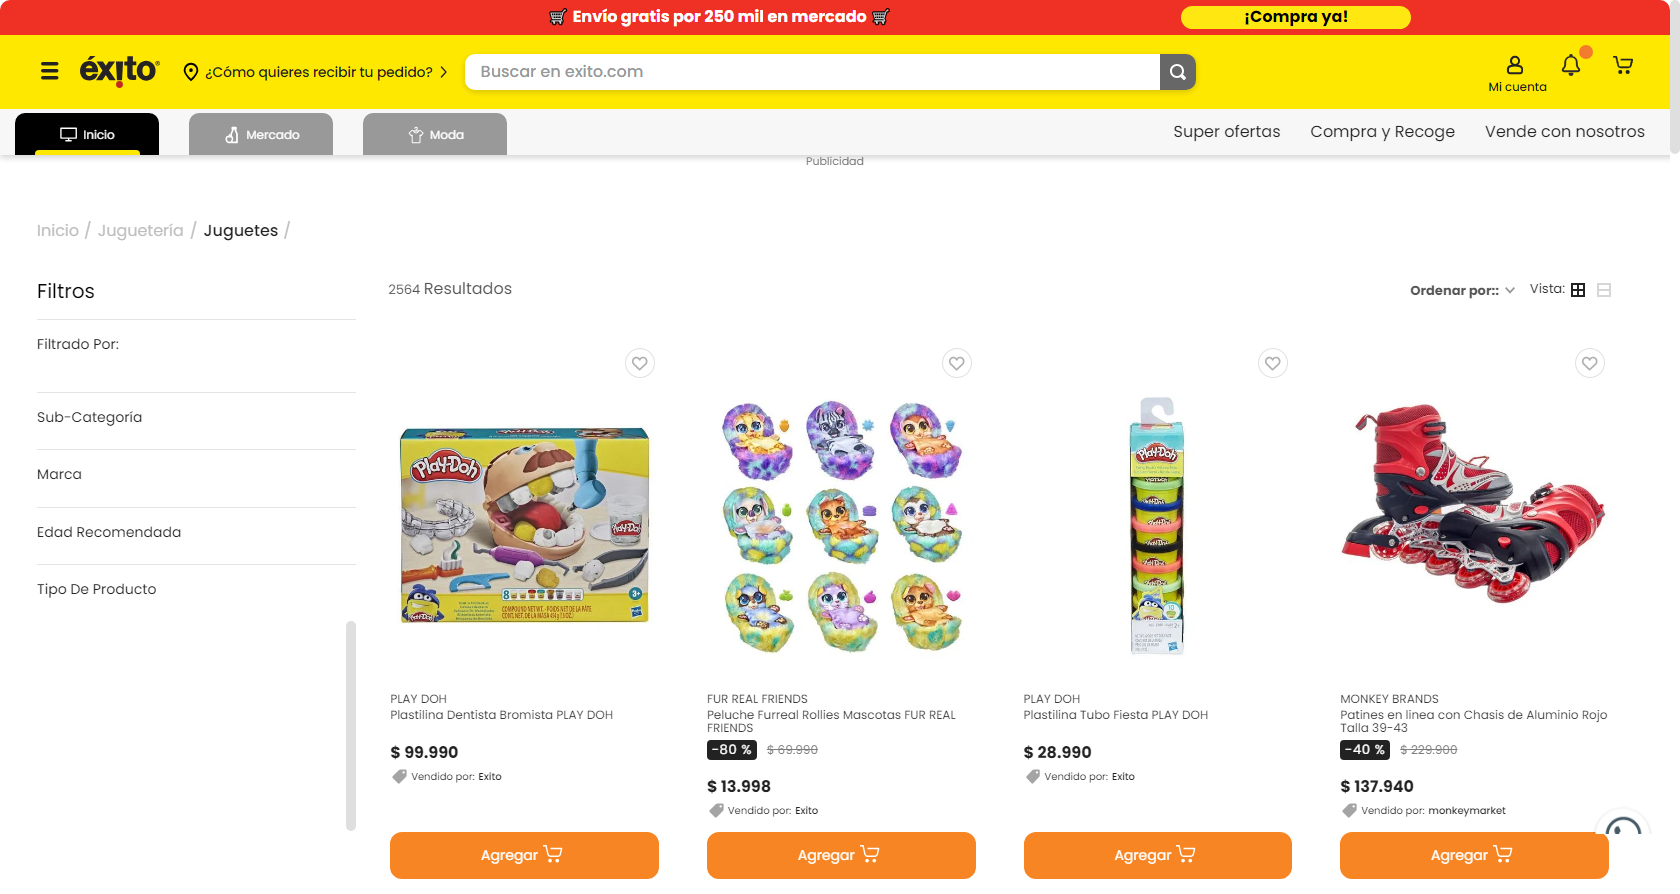 Envío gratis por 250 mil en mercado
¡Compra ya!
éxito
¿Cómo quieres recibir tu pedido?
Buscar en exito.com
Mi cuenta
Inicio
Mercado
Moda
Super ofertas
Compra y Recoge
Vende con nosotros
Publicidad
Inicio / Juguetería / Juguetes /
Filtros
2564 Resultados
Ordenar por::
Vista:
Filtrado Por:
Sub-Categoría
Marca
Edad Recomendada
Tipo De Producto
Play-Doh
Play-Doh
Play-Doh
PLAY DOH
Plastilina Dentista Bromista PLAY DOH
$ 99.990
Vendido por: Exito
Agregar
FUR REAL FRIENDS
Peluche Furreal Rollies Mascotas FUR REAL
FRIENDS
-80 %
$ 69.990
$ 13.998
Vendido por: Exito
Agregar
PLAY DOH
Plastilina Tubo Fiesta PLAY DOH
$ 28.990
Vendido por: Exito
Agregar
MONKEY BRANDS
Patines en linea con Chasis de Aluminio Rojo
Talla 39-43
-40 %
$ 229.900
$ 137.940
Vendido por: monkeymarket
Agregar